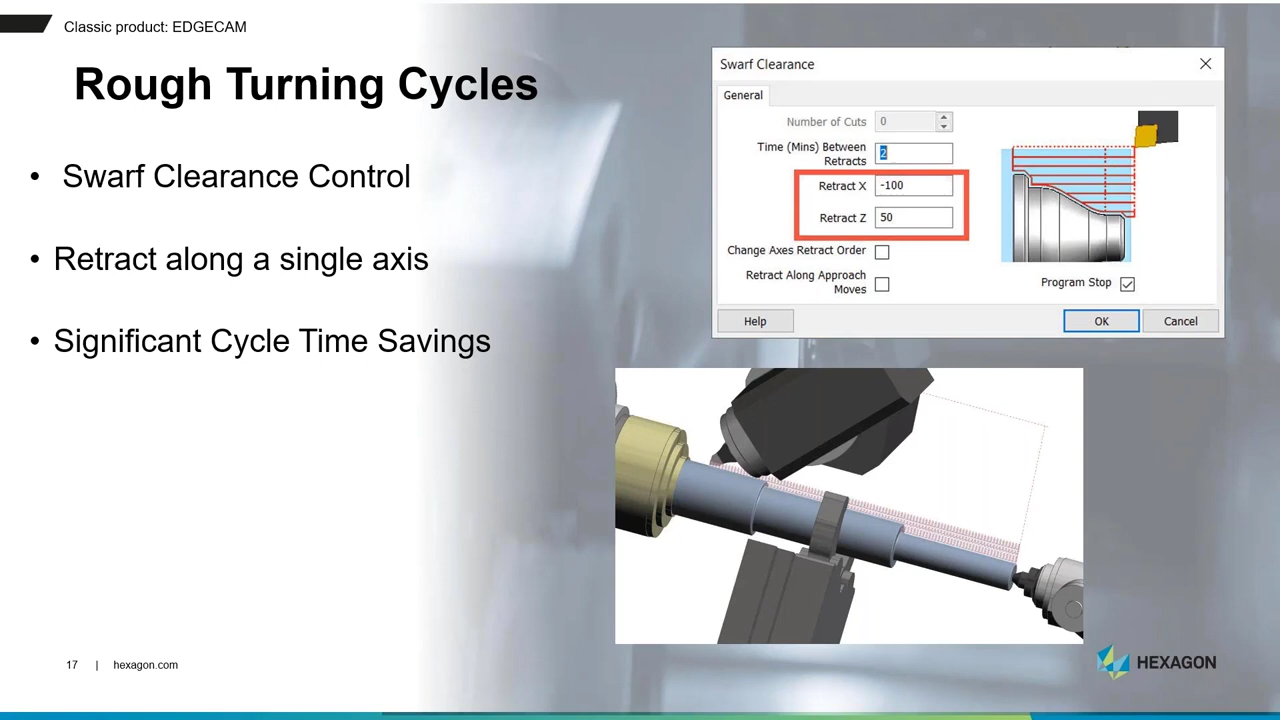 Classic product: EDGECAM
Rough Turning Cycles
• Swarf Clearance Control
• Retract along a single axis
• Significant Cycle Time Savings
Swarf Clearance
General
Number of Cuts 0
Time (Mins) Between
Retracts 2
Retract X -100
Retract Z 50
Change Axes Retract Order
Retract Along Approach
Moves
Program Stop
Help OK Cancel
17 | hexagon.com
HEXAGON